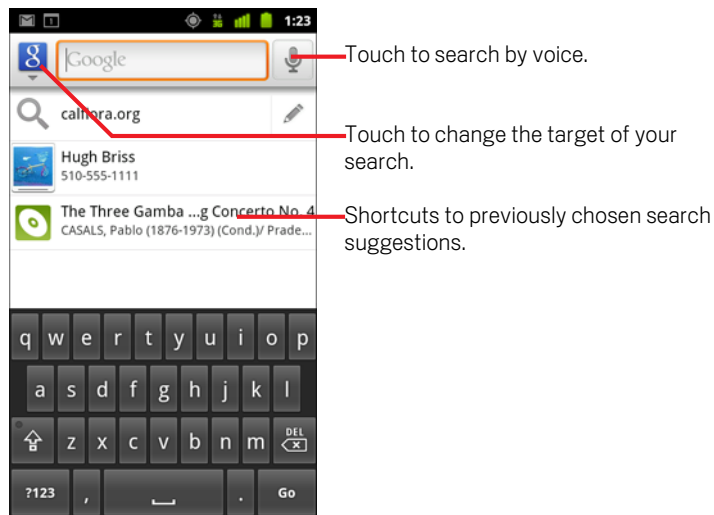 1 1:23
g Google
Touch to search by voice.
calflora.org
Touch to change the target of your
search.
Hugh Briss
510-555-1111
The Three Gamba ...g Concerto No. 4
CASALS, Pablo (1876-1973) (Cond.)/ Prade...
Shortcuts to previously chosen search
suggestions.
q w e r t y u i o p
a s d f g h j k l
z x c v b n m DEL
?123 , . Go